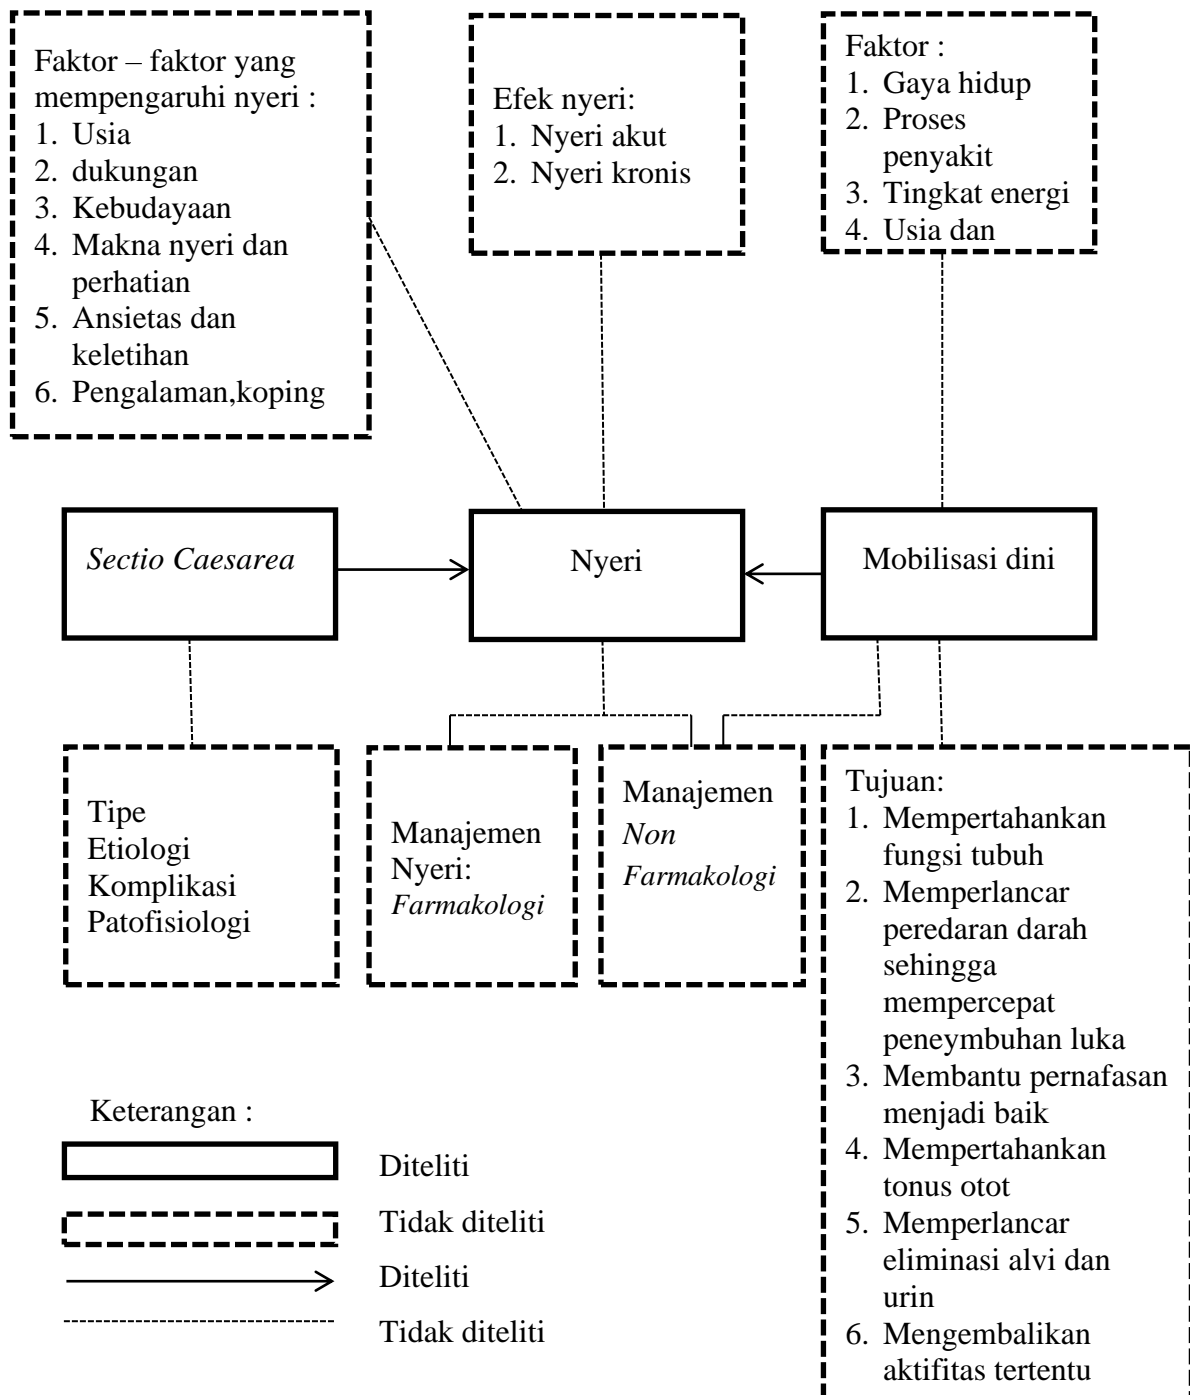 Faktor – faktor yang
mempengaruhi nyeri :
1. Usia
2. dukungan
3. Kebudayaan
4. Makna nyeri dan
perhatian
5. Ansietas dan
keletihan
6. Pengalaman,koping
Efek nyeri:
1. Nyeri akut
2. Nyeri kronis
Faktor :
1. Gaya hidup
2. Proses
penyakit
3. Tingkat energi
4. Usia dan
Sectio Caesarea
Nyeri
Mobilisasi dini
Tipe
Etiologi
Komplikasi
Patofisiologi
Manajemen
Nyeri:
Farmakologi
Manajemen
Non
Farmakologi
Tujuan:
1. Mempertahankan
fungsi tubuh
2. Memperlancar
peredaran darah
sehingga
mempercepat
peneymbuhan luka
3. Membantu pernafasan
menjadi baik
4. Mempertahankan
tonus otot
5. Memperlancar
eliminasi alvi dan
urin
6. Mengembalikan
aktifitas tertentu
Keterangan :
Diteliti
Tidak diteliti
Diteliti
Tidak diteliti